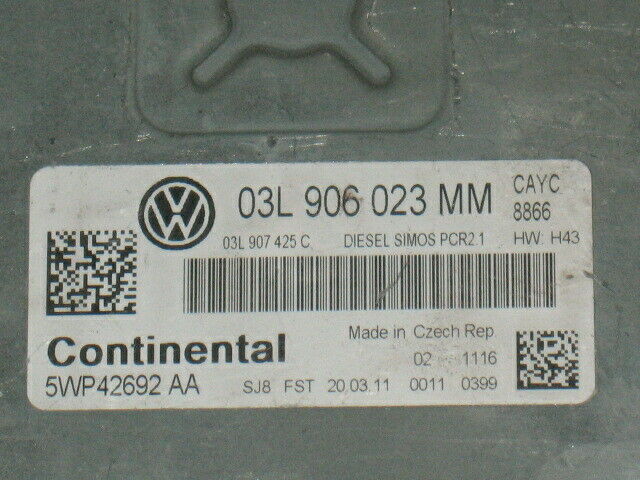 03L 906 023 MM
CAYC
8866
03L 907 425 C DIESEL SIMOS PCR2.1 HW: H43
Continental
Made in Czech Rep.
02 1116
5WP42692 AA SJ8 FST 20.03.11 0011 0399